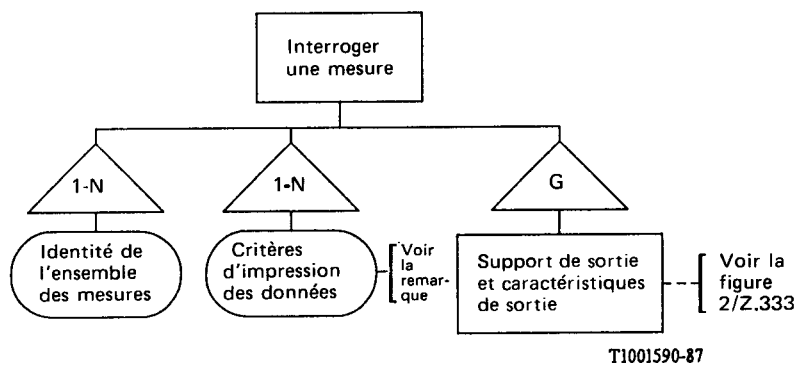 Interroger
une mesure
1-N
1-N
G
Identité de
l'ensemble
des mesures
Critères
d'impression
des données
Voir
la
remar-
que
Support de sortie
et caractéristiques
de sortie
Voir la
figure
2/Z.333
T1001590-87